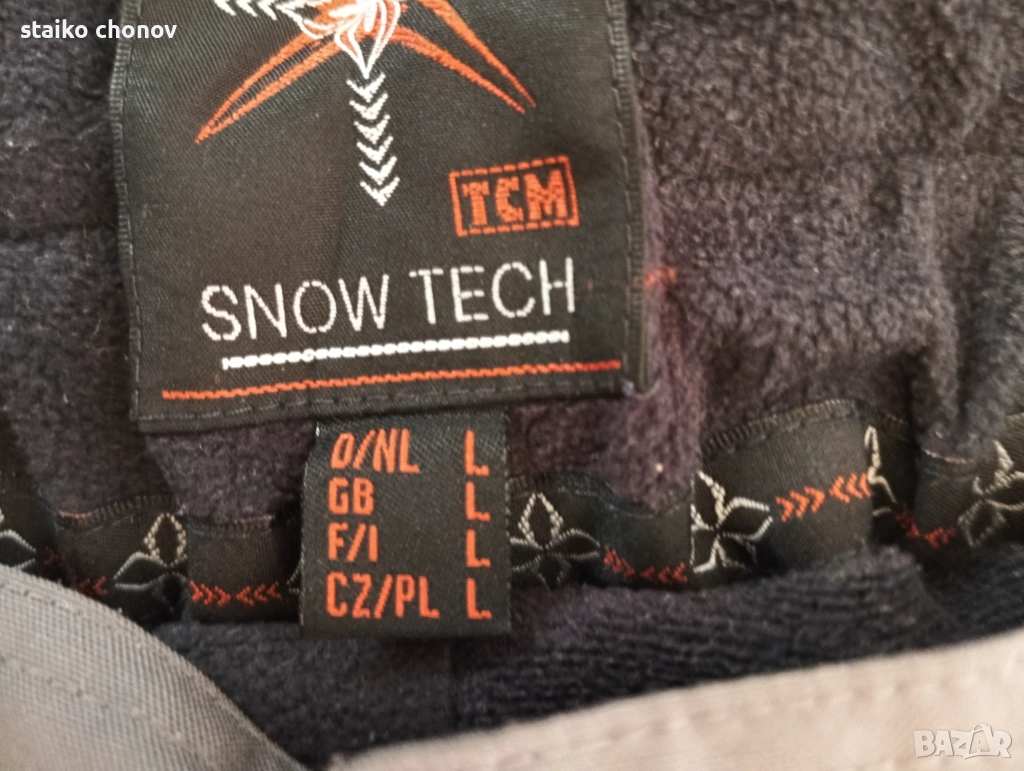 staiko chonov
TCM
SNOW TECH
D/NL L
GB L
F/I L
CZ/PL L
BAZAR